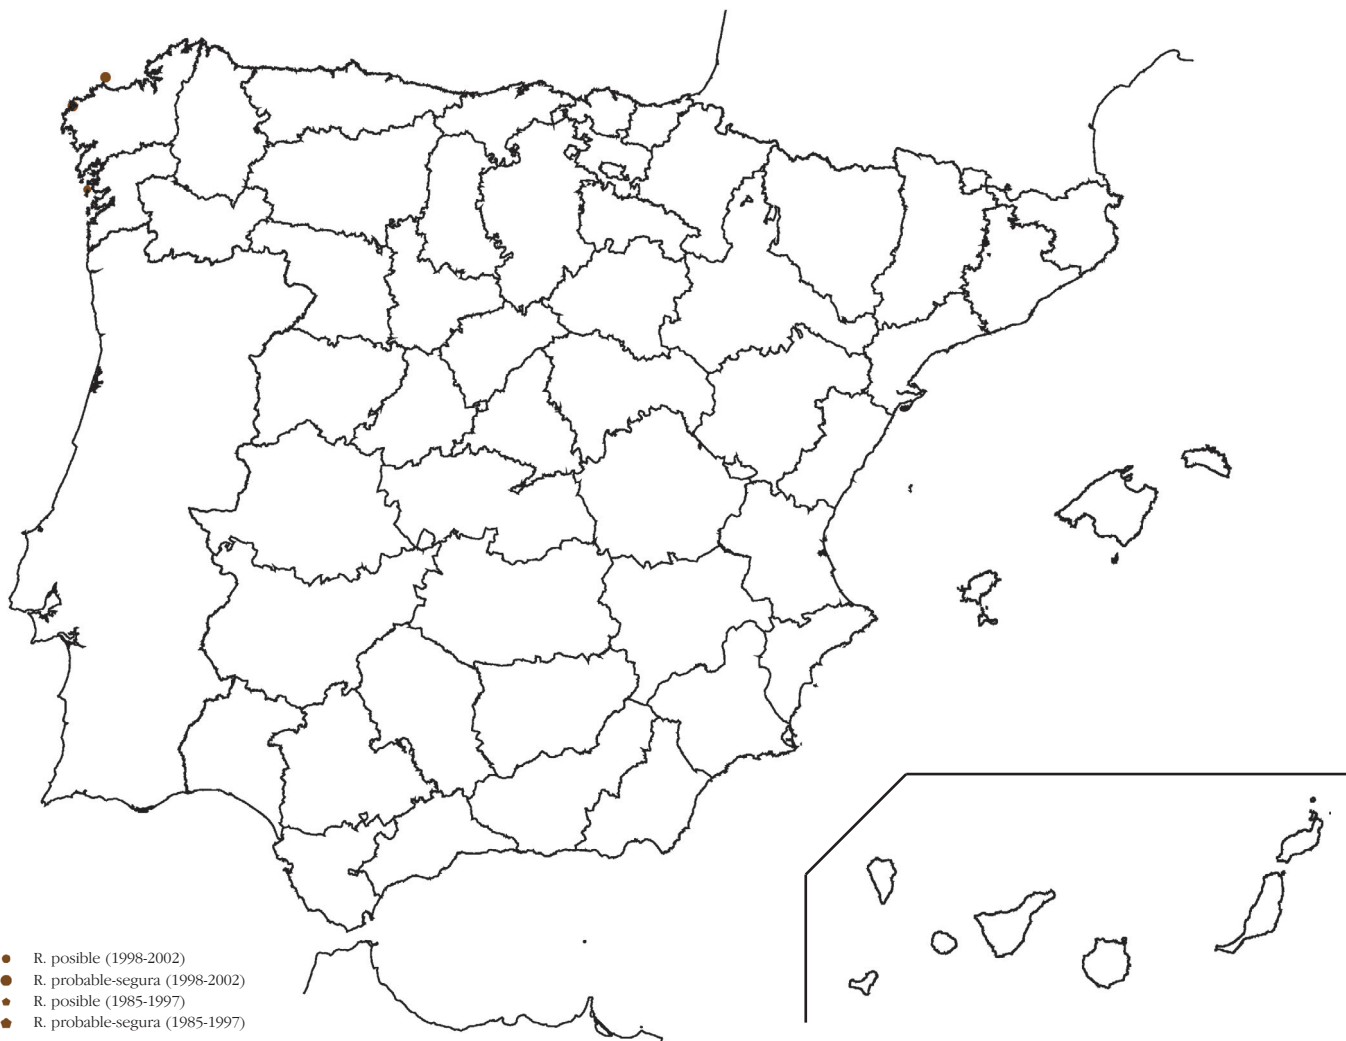 R. posible (1998-2002)
R. probable-segura (1998-2002)
R. posible (1985-1997)
R. probable-segura (1985-1997)